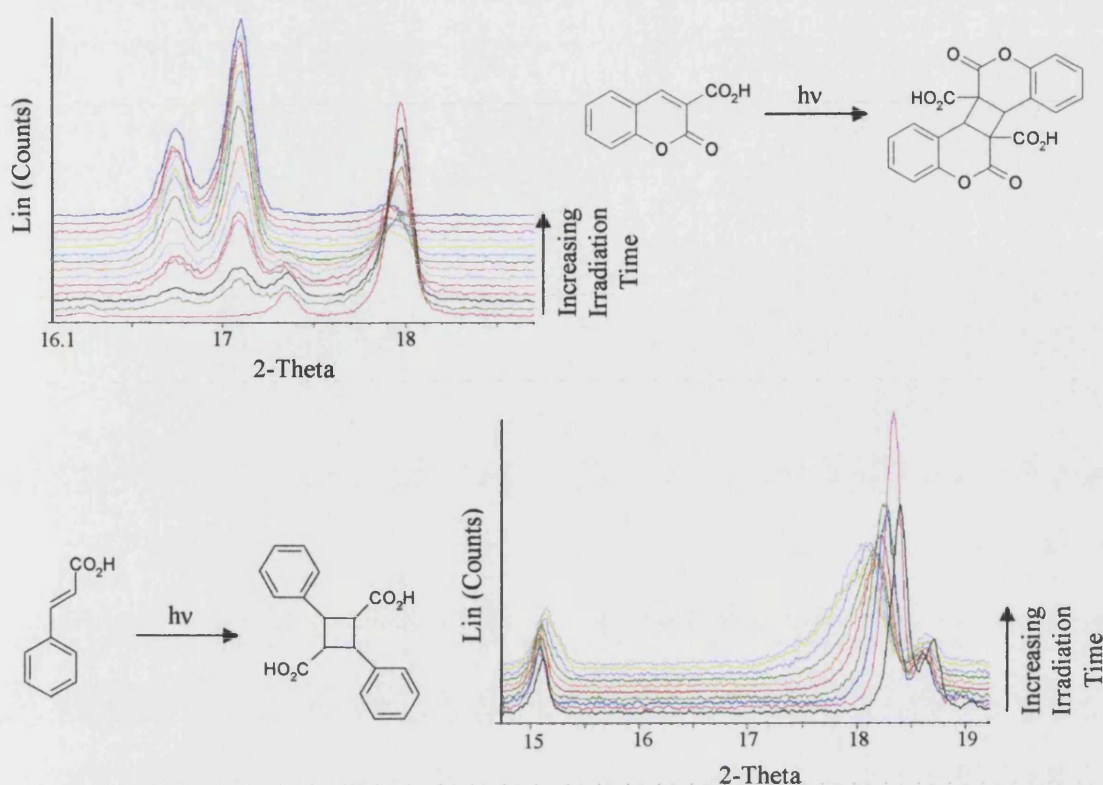 Lin (Counts)
16.1
17
18
2-Theta
Increasing
Irradiation
Time
CO₂H
O
O
hν
O
O
CO₂H
CO₂H
O
O
CO₂H
hν
CO₂H
HO₂C
Lin (Counts)
15
16
17
18
19
2-Theta
Increasing
Irradiation
Time